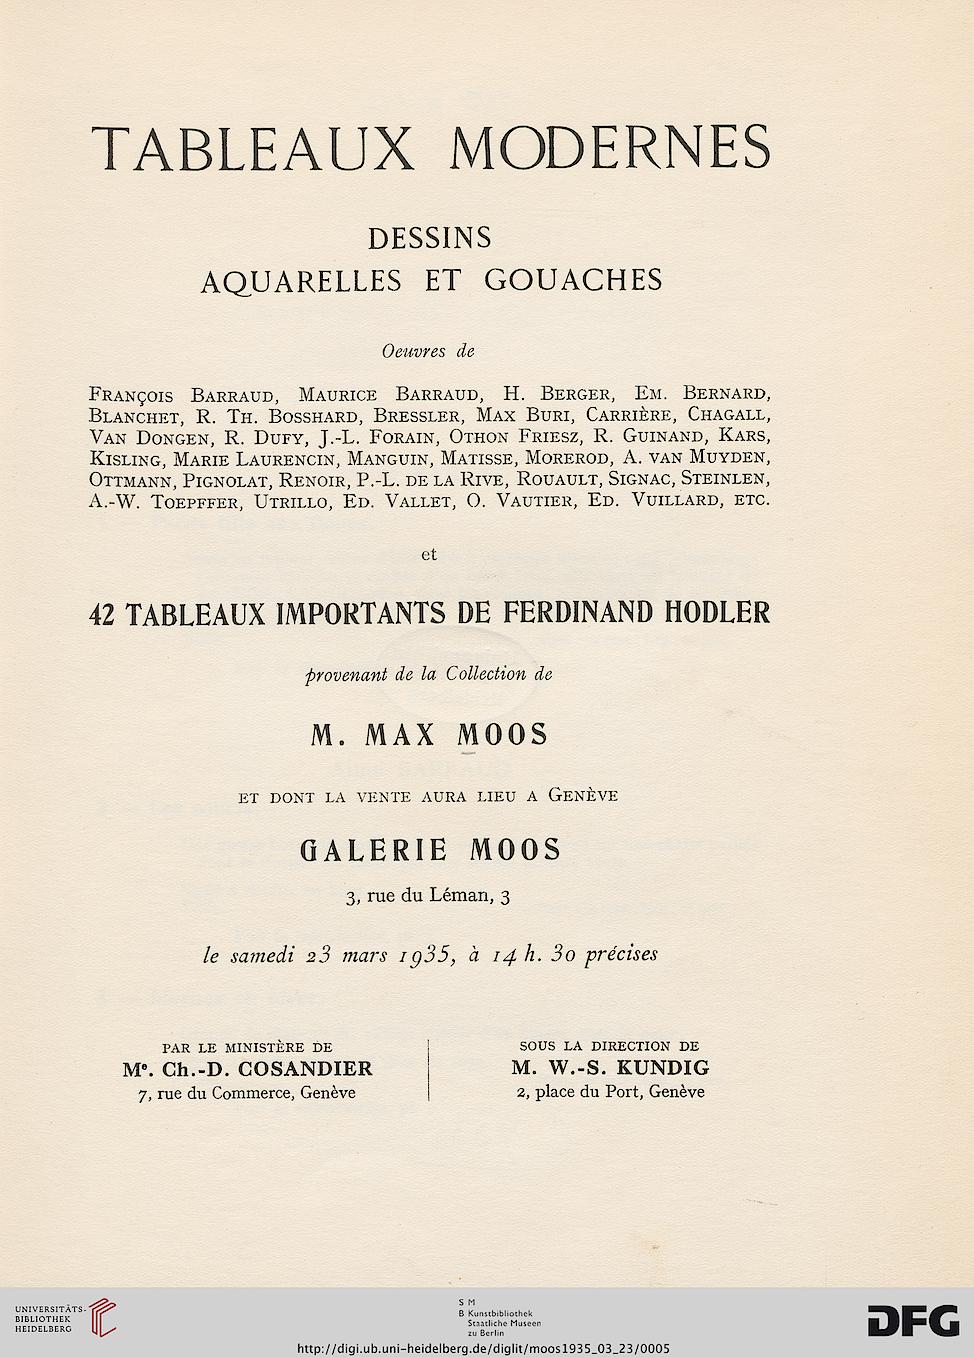 TABLEAUX MODERNES
DESSINS
AQUARELLES ET GOUACHES
Oeuvres de
François Barraud, Maurice Barraud, H. Berger, Em. Bernard,
Blanchet, R. Th. Bosshard, Bressler, Max Buri, Carrière, Chagall,
Van Dongen, R. Dufy, J.-L. Forain, Othon Friesz, R. Guinand, Kars,
Kisling, Marie Laurencin, Manguin, Matisse, Morerod, A. van Muyden,
Ottmann, Pignolat, Renoir, P.-L. de la Rive, Rouault, Signac, Steinlen,
A.-W. Toepffer, Utrillo, Ed. Vallet, O. Vautier, Ed. Vuillard, etc.
et
42 TABLEAUX IMPORTANTS DE FERDINAND HODLER
provenant de la Collection de
M. MAX MOOS
et dont la vente aura lieu a Genève
GALERIE MOOS
3, rue du Léman, 3
le samedi 23 mars 1935, à 14 h. 30 précises
PAR LE MINISTÈRE DE
Me. Ch.-D. COSANDIER
7, rue du Commerce, Genève
SOUS LA DIRECTION DE
M. W.-S. KUNDIG
2, place du Port, Genève
UNIVERSITÄTS-
BIBLIOTHEK
HEIDELBERG
S M
B Kunstbibliothek
Staatliche Museen
zu Berlin
DFG
http://digi.ub.uni-heidelberg.de/diglit/moos1935_03_23/0005